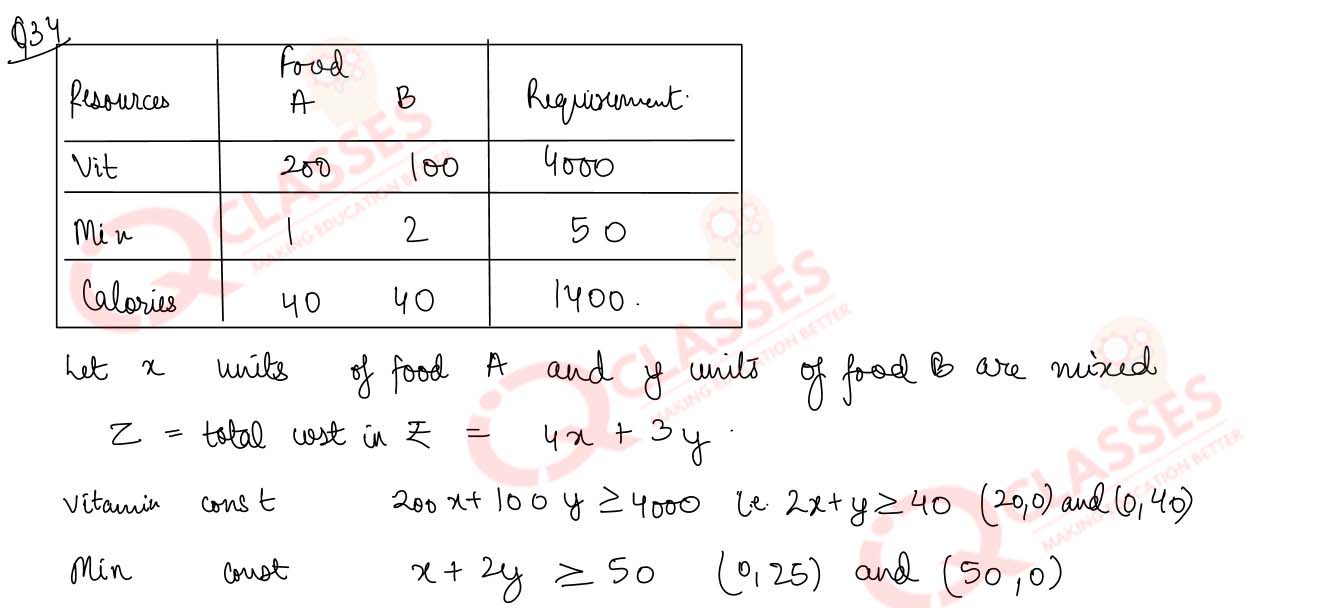 Q34
Food
Resources A B Requirement.
Vit 200 100 4000
Min 1 2 50
Calories 40 40 1400.
Let x units of food A and y units of food B are mixed
Z = total cost in ₹ = 4x + 3y.
Vitamin const 200x + 100y ≥ 4000 i.e. 2x+y ≥ 40 (20,0) and (0,40)
Min const x + 2y ≥ 50 (0,25) and (50,0)
IQ CLASSES
MAKING EDUCATION BETTER
IQ CLASSES
MAKING EDUCATION BETTER
IQ CLASSES
MAKING EDUCATION BETTER